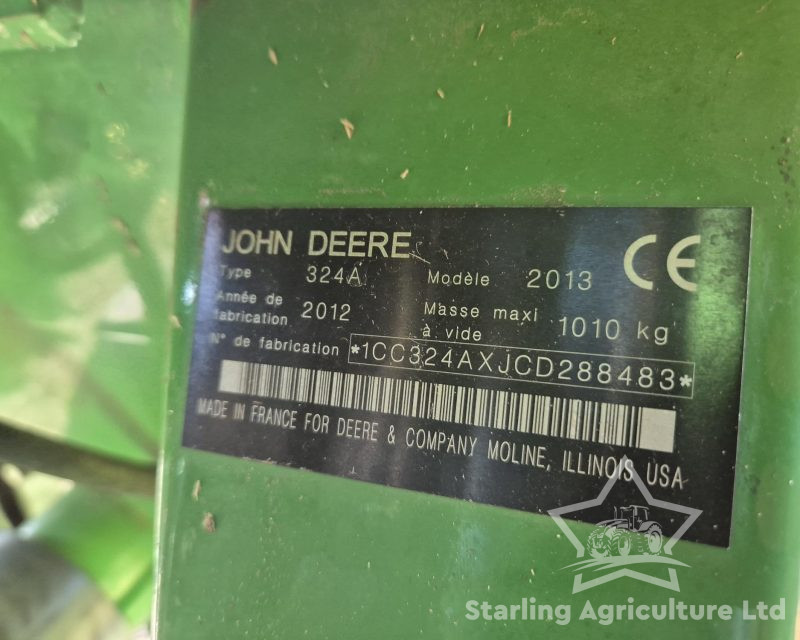 JOHN DEERE CE
Type 324A Modèle 2013
Année de fabrication 2012 Masse maxi à vide 1010 kg
N° de fabrication *1CC324AXJCD288483*
MADE IN FRANCE FOR DEERE & COMPANY MOLINE, ILLINOIS USA
Starling Agriculture Ltd